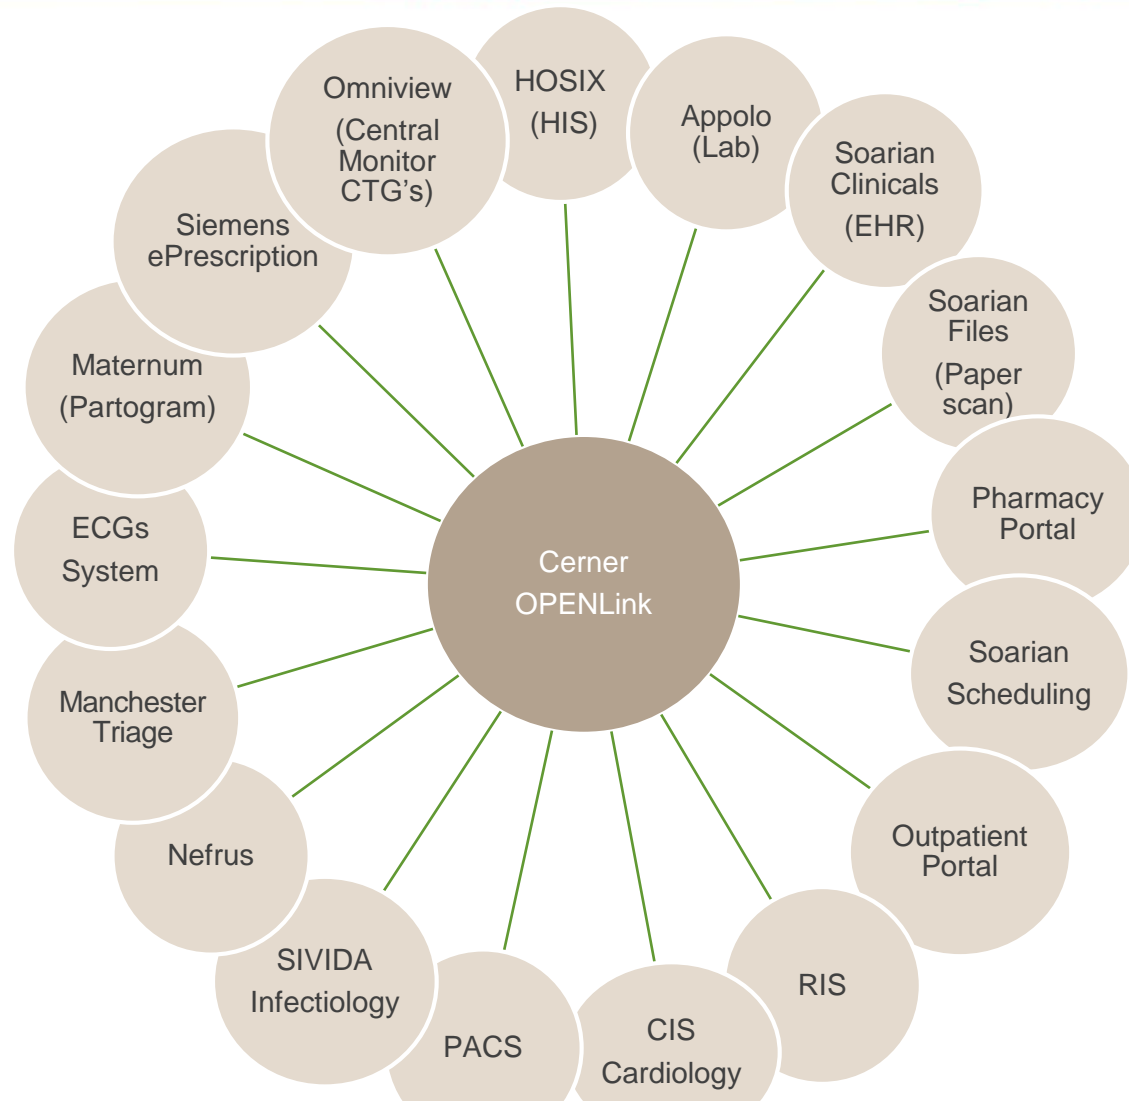 HOSIX
(HIS)
Appolo
(Lab)
Soarian
Clinicals
(EHR)
Soarian
Files
(Paper
scan)
Pharmacy
Portal
Soarian
Scheduling
Outpatient
Portal
RIS
CIS
Cardiology
PACS
SIVIDA
Infectiology
Nefrus
Manchester
Triage
ECGs
System
Maternum
(Partogram)
Siemens
ePrescription
Omniview
(Central
Monitor
CTG's)
Cerner
OPENLink